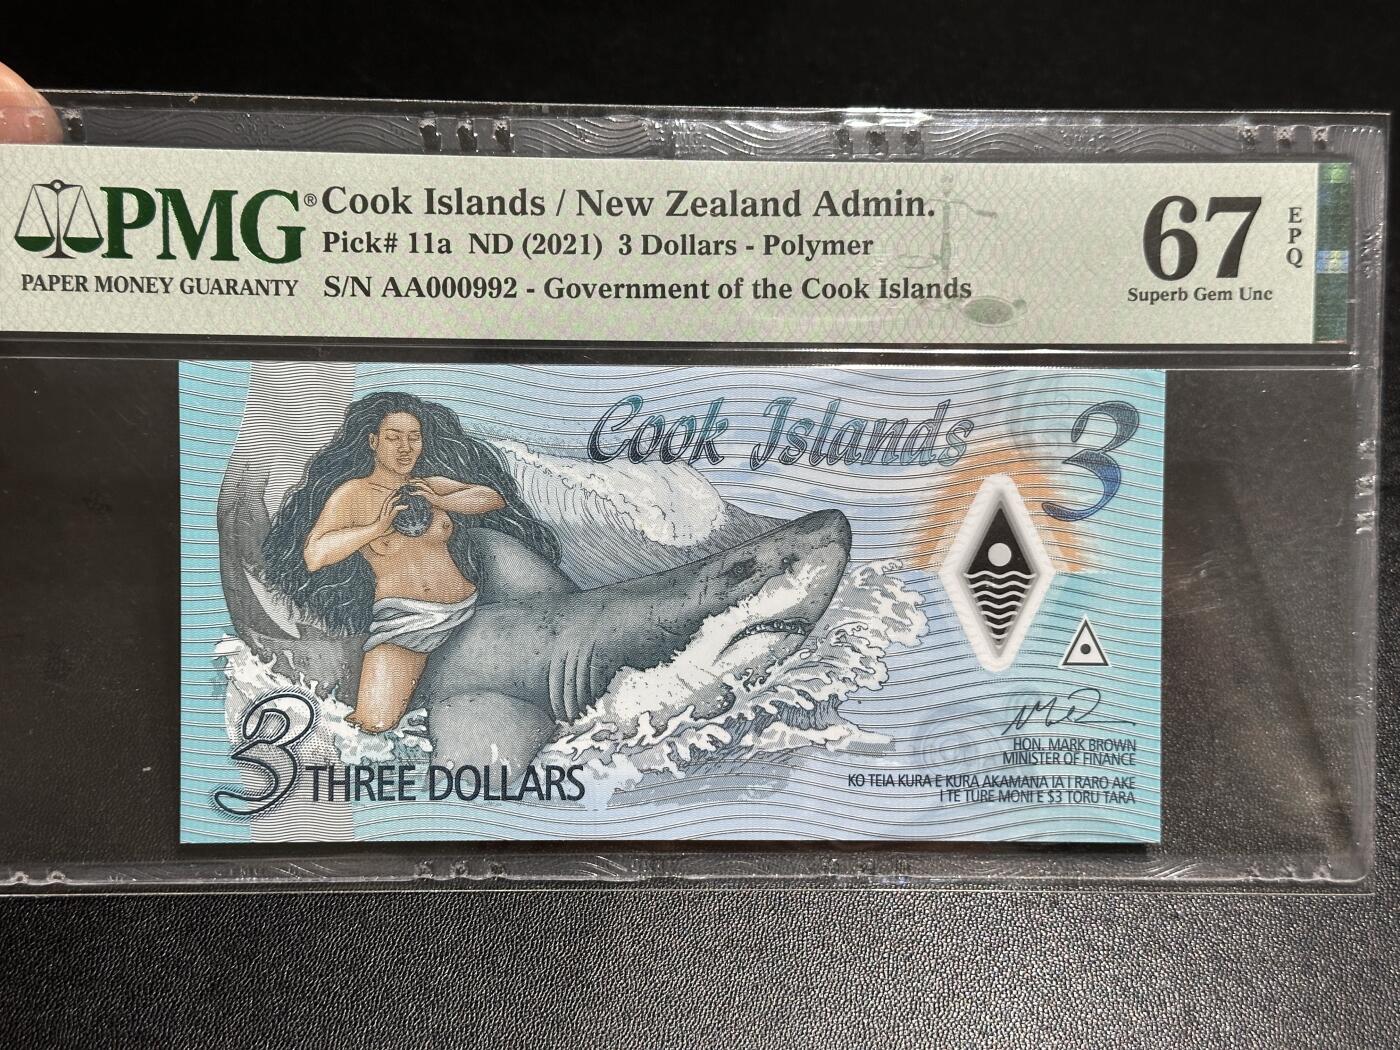 PMG®
PAPER MONEY GUARANTY
Cook Islands / New Zealand Admin.
Pick# 11a ND (2021) 3 Dollars - Polymer
S/N AA000992 - Government of the Cook Islands
67
EPQ
Superb Gem Unc
Cook Islands
3
HON. MARK BROWN
MINISTER OF FINANCE
KO TEIA KURA E KURA AKAMANA IA I RARO AKE
I TE TURE MONI E $3 TORU TARA
3 THREE DOLLARS